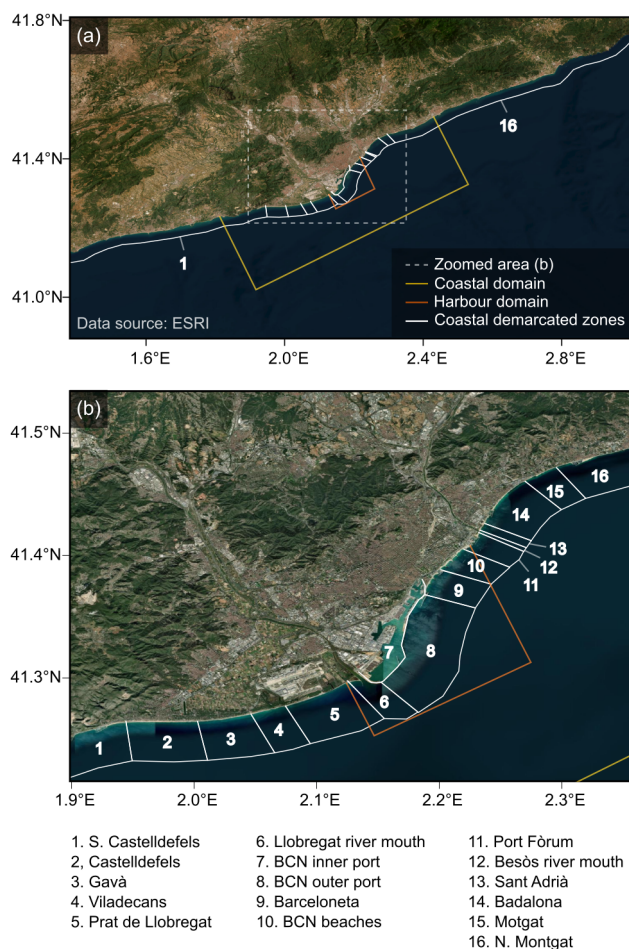 41.8°N
(a)
16
41.4°N
1
41.0°N
Zoomed area (b)
Coastal domain
Harbour domain
Coastal demarcated zones
Data source: ESRI
1.6°E 2.0°E 2.4°E 2.8°E
(b)
41.5°N
16
15
14
41.4°N
13
12
10
11
9
7
8
41.3°N
6
5
4
3
2
1
1.9°E 2.0°E 2.1°E 2.2°E 2.3°E
1. S. Castelldefels
2, Castelldefels
3. Gavà
4. Viladecans
5. Prat de Llobregat
6. Llobregat river mouth
7. BCN inner port
8. BCN outer port
9. Barceloneta
10. BCN beaches
11. Port Fòrum
12. Besòs river mouth
13. Sant Adrià
14. Badalona
15. Motgat
16. N. Montgat